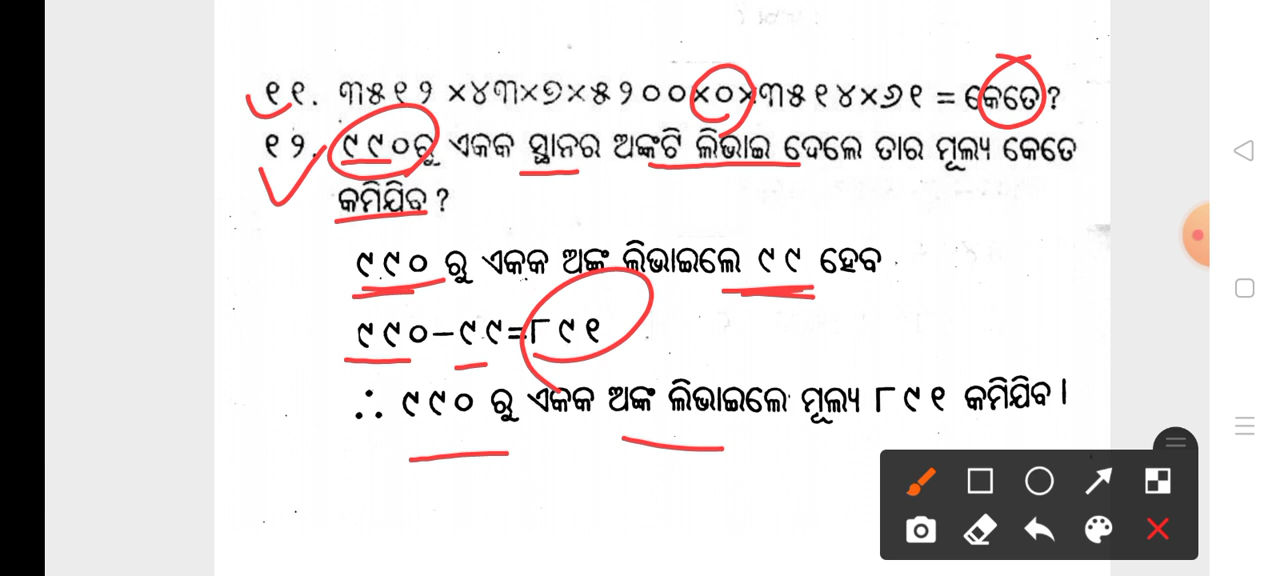 ୧୧. ୩୫୧୨ ×୪୩×୭×୫୨୦୦×୦×୩୫୧୪×୬୧ = କେତେ ?
୧୨. ୯୯୦ରୁ ଏକକ ସ୍ଥାନର ଅଙ୍କଟି ଲିଭାଇ ଦେଲେ ତାର ମୂଲ୍ୟ କେତେ
କମିଯିବ ?
୯୯୦ ରୁ ଏକକ ଅଙ୍କ ଲିଭାଇଲେ ୯୯ ହେବ
୯୯୦−୯୯=୮୯୧
∴ ୯୯୦ ରୁ ଏକକ ଅଙ୍କ ଲିଭାଇଲେ ମୂଲ୍ୟ ୮୯୧ କମିଯିବ।